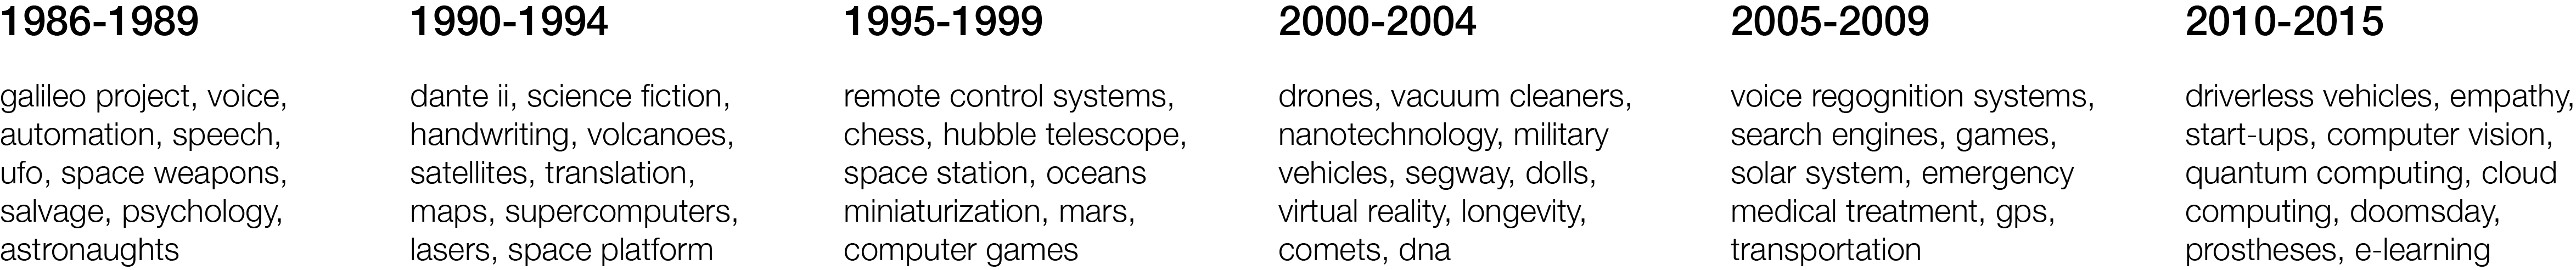 1986-1989
galileo project, voice,
automation, speech,
ufo, space weapons,
salvage, psychology,
astronaughts
1990-1994
dante ii, science fiction,
handwriting, volcanoes,
satellites, translation,
maps, supercomputers,
lasers, space platform
1995-1999
remote control systems,
chess, hubble telescope,
space station, oceans
miniaturization, mars,
computer games
2000-2004
drones, vacuum cleaners,
nanotechnology, military
vehicles, segway, dolls,
virtual reality, longevity,
comets, dna
2005-2009
voice regognition systems,
search engines, games,
solar system, emergency
medical treatment, gps,
transportation
2010-2015
driverless vehicles, empathy,
start-ups, computer vision,
quantum computing, cloud
computing, doomsday,
prostheses, e-learning